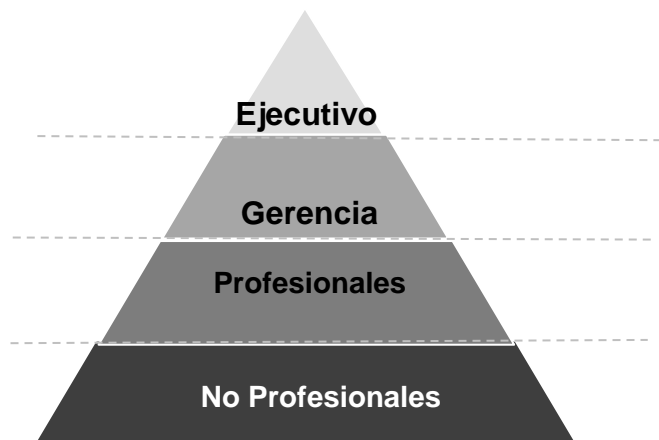 Ejecutivo
Gerencia
Profesionales
No Profesionales